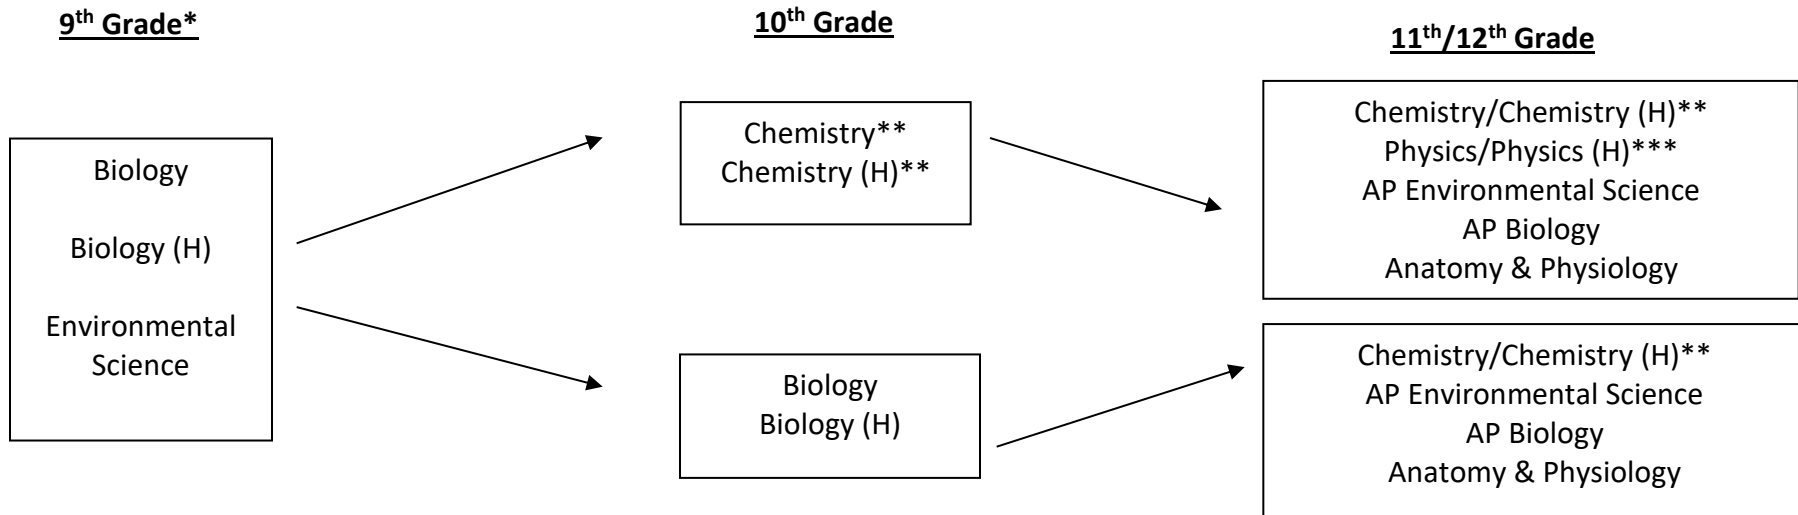 9th Grade*
Biology
Biology (H)
Environmental
Science
10th Grade
Chemistry**
Chemistry (H)**
Biology
Biology (H)
11th/12th Grade
Chemistry/Chemistry (H)**
Physics/Physics (H)***
AP Environmental Science
AP Biology
Anatomy & Physiology
Chemistry/Chemistry (H)**
AP Environmental Science
AP Biology
Anatomy & Physiology